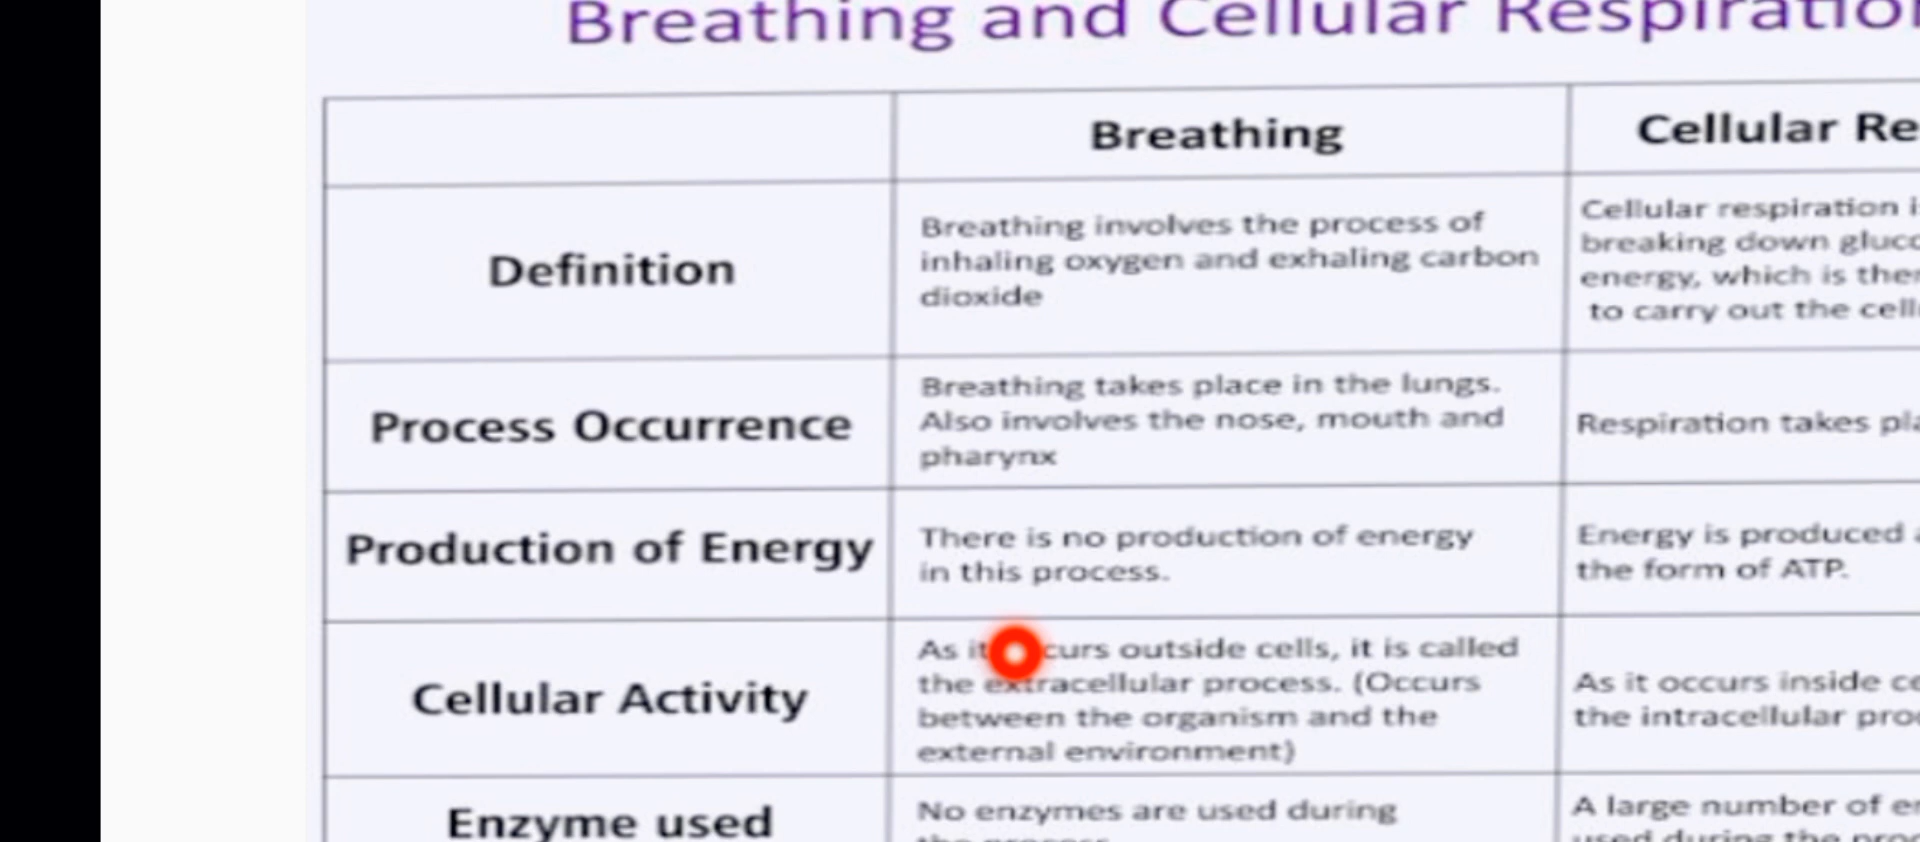 Breathing and Cellular
Breathing
Cellular
Definition
Breathing involves the process of
inhaling oxygen and exhaling carbon
dioxide
Cellular respiration
breaking down
energy, which is
to carry out the
Process Occurrence
Breathing takes place in the lungs.
Also involves the nose, mouth and
pharynx
Respiration takes
Production of Energy
There is no production of energy
in this process.
Energy is produced
the form of ATP.
Cellular Activity
As it outside cells, it is called
the extracellular process. (Occurs
between the organism and the
external environment)
As it occurs inside
the intracellular
Enzyme used
No enzymes are used during
A large number of